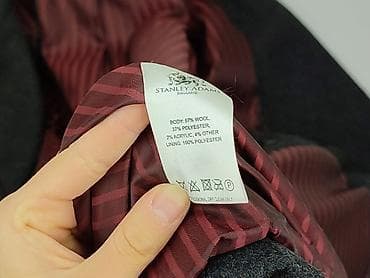 STANLEY ADAMS
BODY: 57% WOOL,
37% POLYESTER,
2% ACRYLIC, 4% OTHER
LINING: 100% POLYESTER